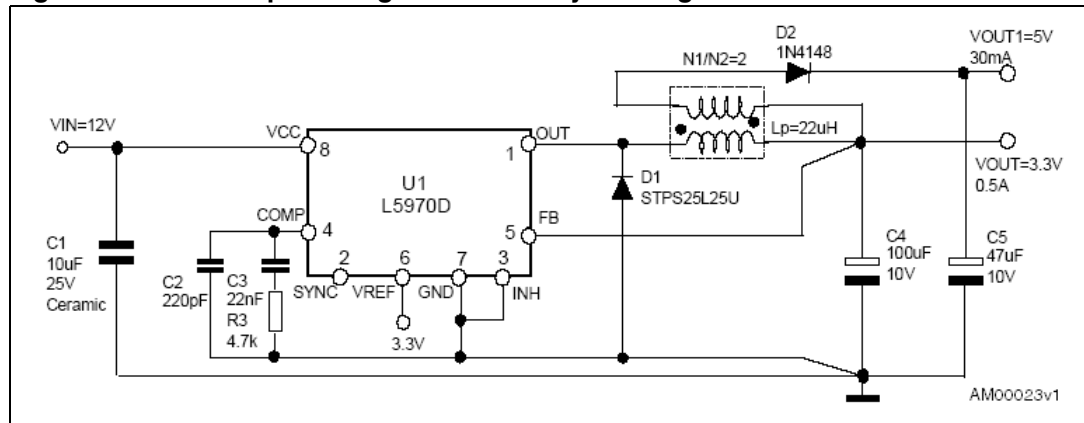 D2
1N4148
VOUT1=5V
30mA
N1/N2=2
VIN=12V
VCC
8
OUT
1
Lp=22uH
U1
L5970D
D1
STPS25L25U
VOUT=3.3V
0.5A
COMP
4
FB
5
C1
10uF
25V
Ceramic
C2
220pF
C3
22nF
R3
4.7k
2
SYNC
6
VREF
7
GND
3
INH
3.3V
C4
100uF
10V
C5
47uF
10V
AM00023v1